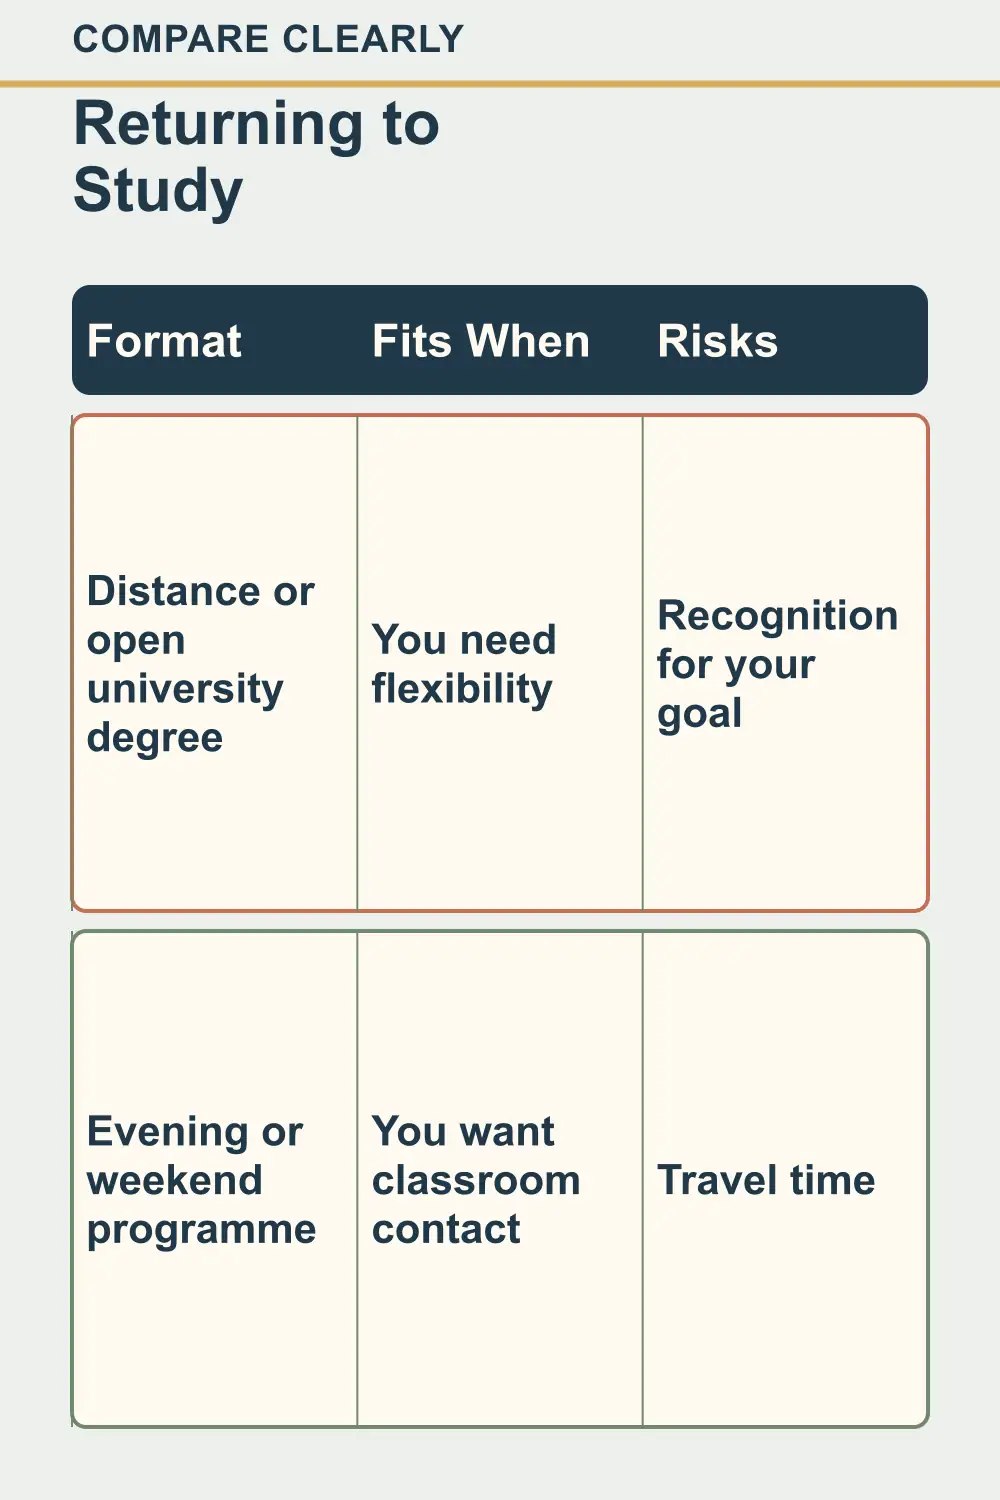 COMPARE CLEARLY
Returning to
Study
Format
Fits When
Risks
Distance or
open
university
degree
You need
flexibility
Recognition
for your
goal
Evening or
weekend
programme
You want
classroom
contact
Travel time